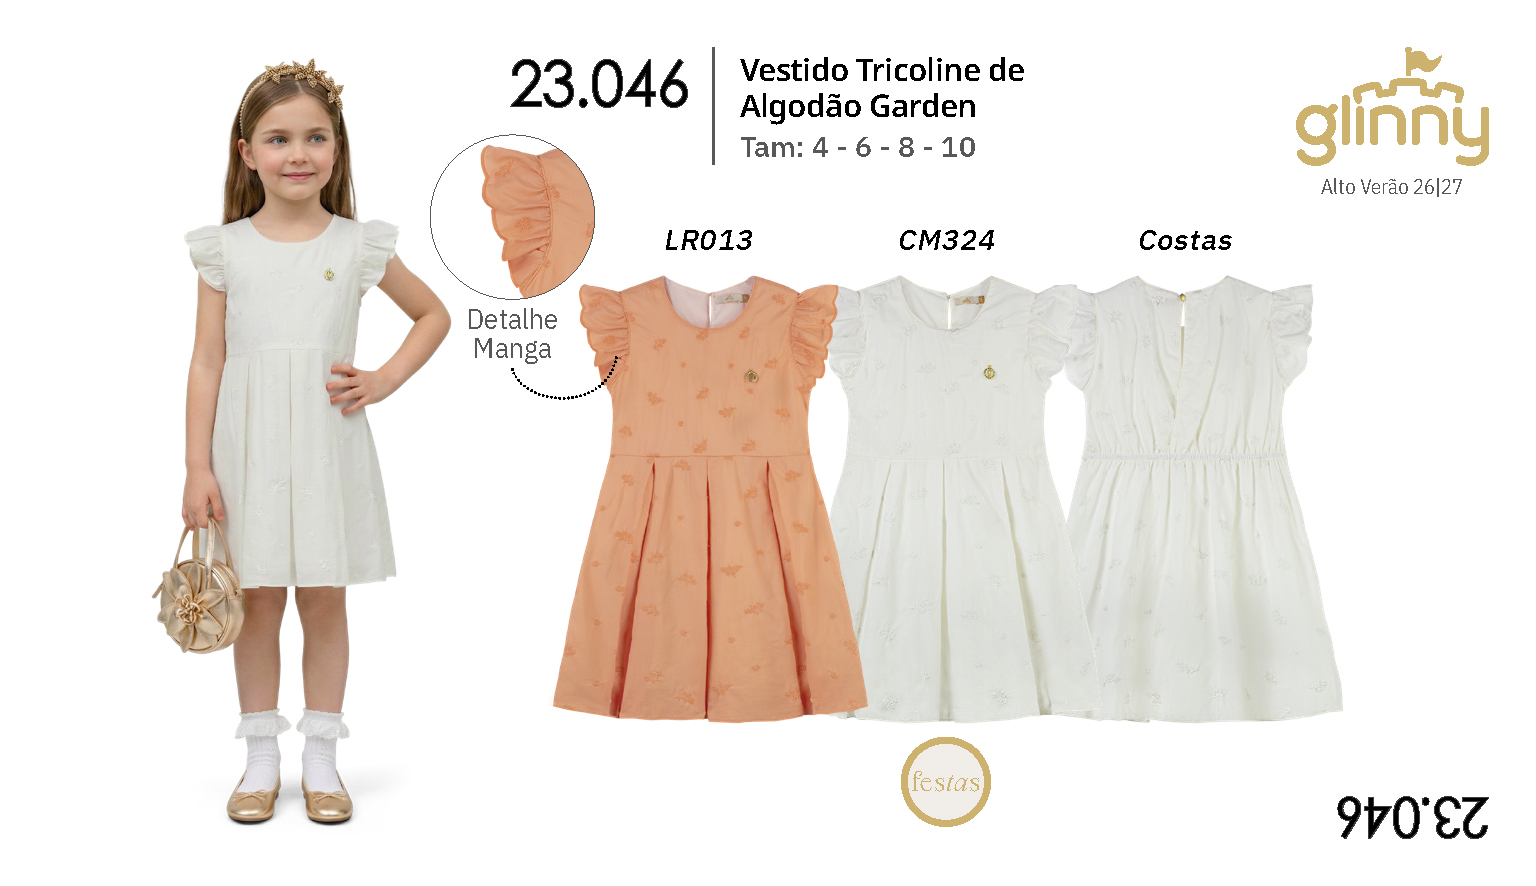 23.046
Vestido Tricoline de
Algodão Garden
Tam: 4 - 6 - 8 - 10
glinny
Alto Verão 26|27
Detalhe
Manga
LR013
CM324
Costas
festas
23.046